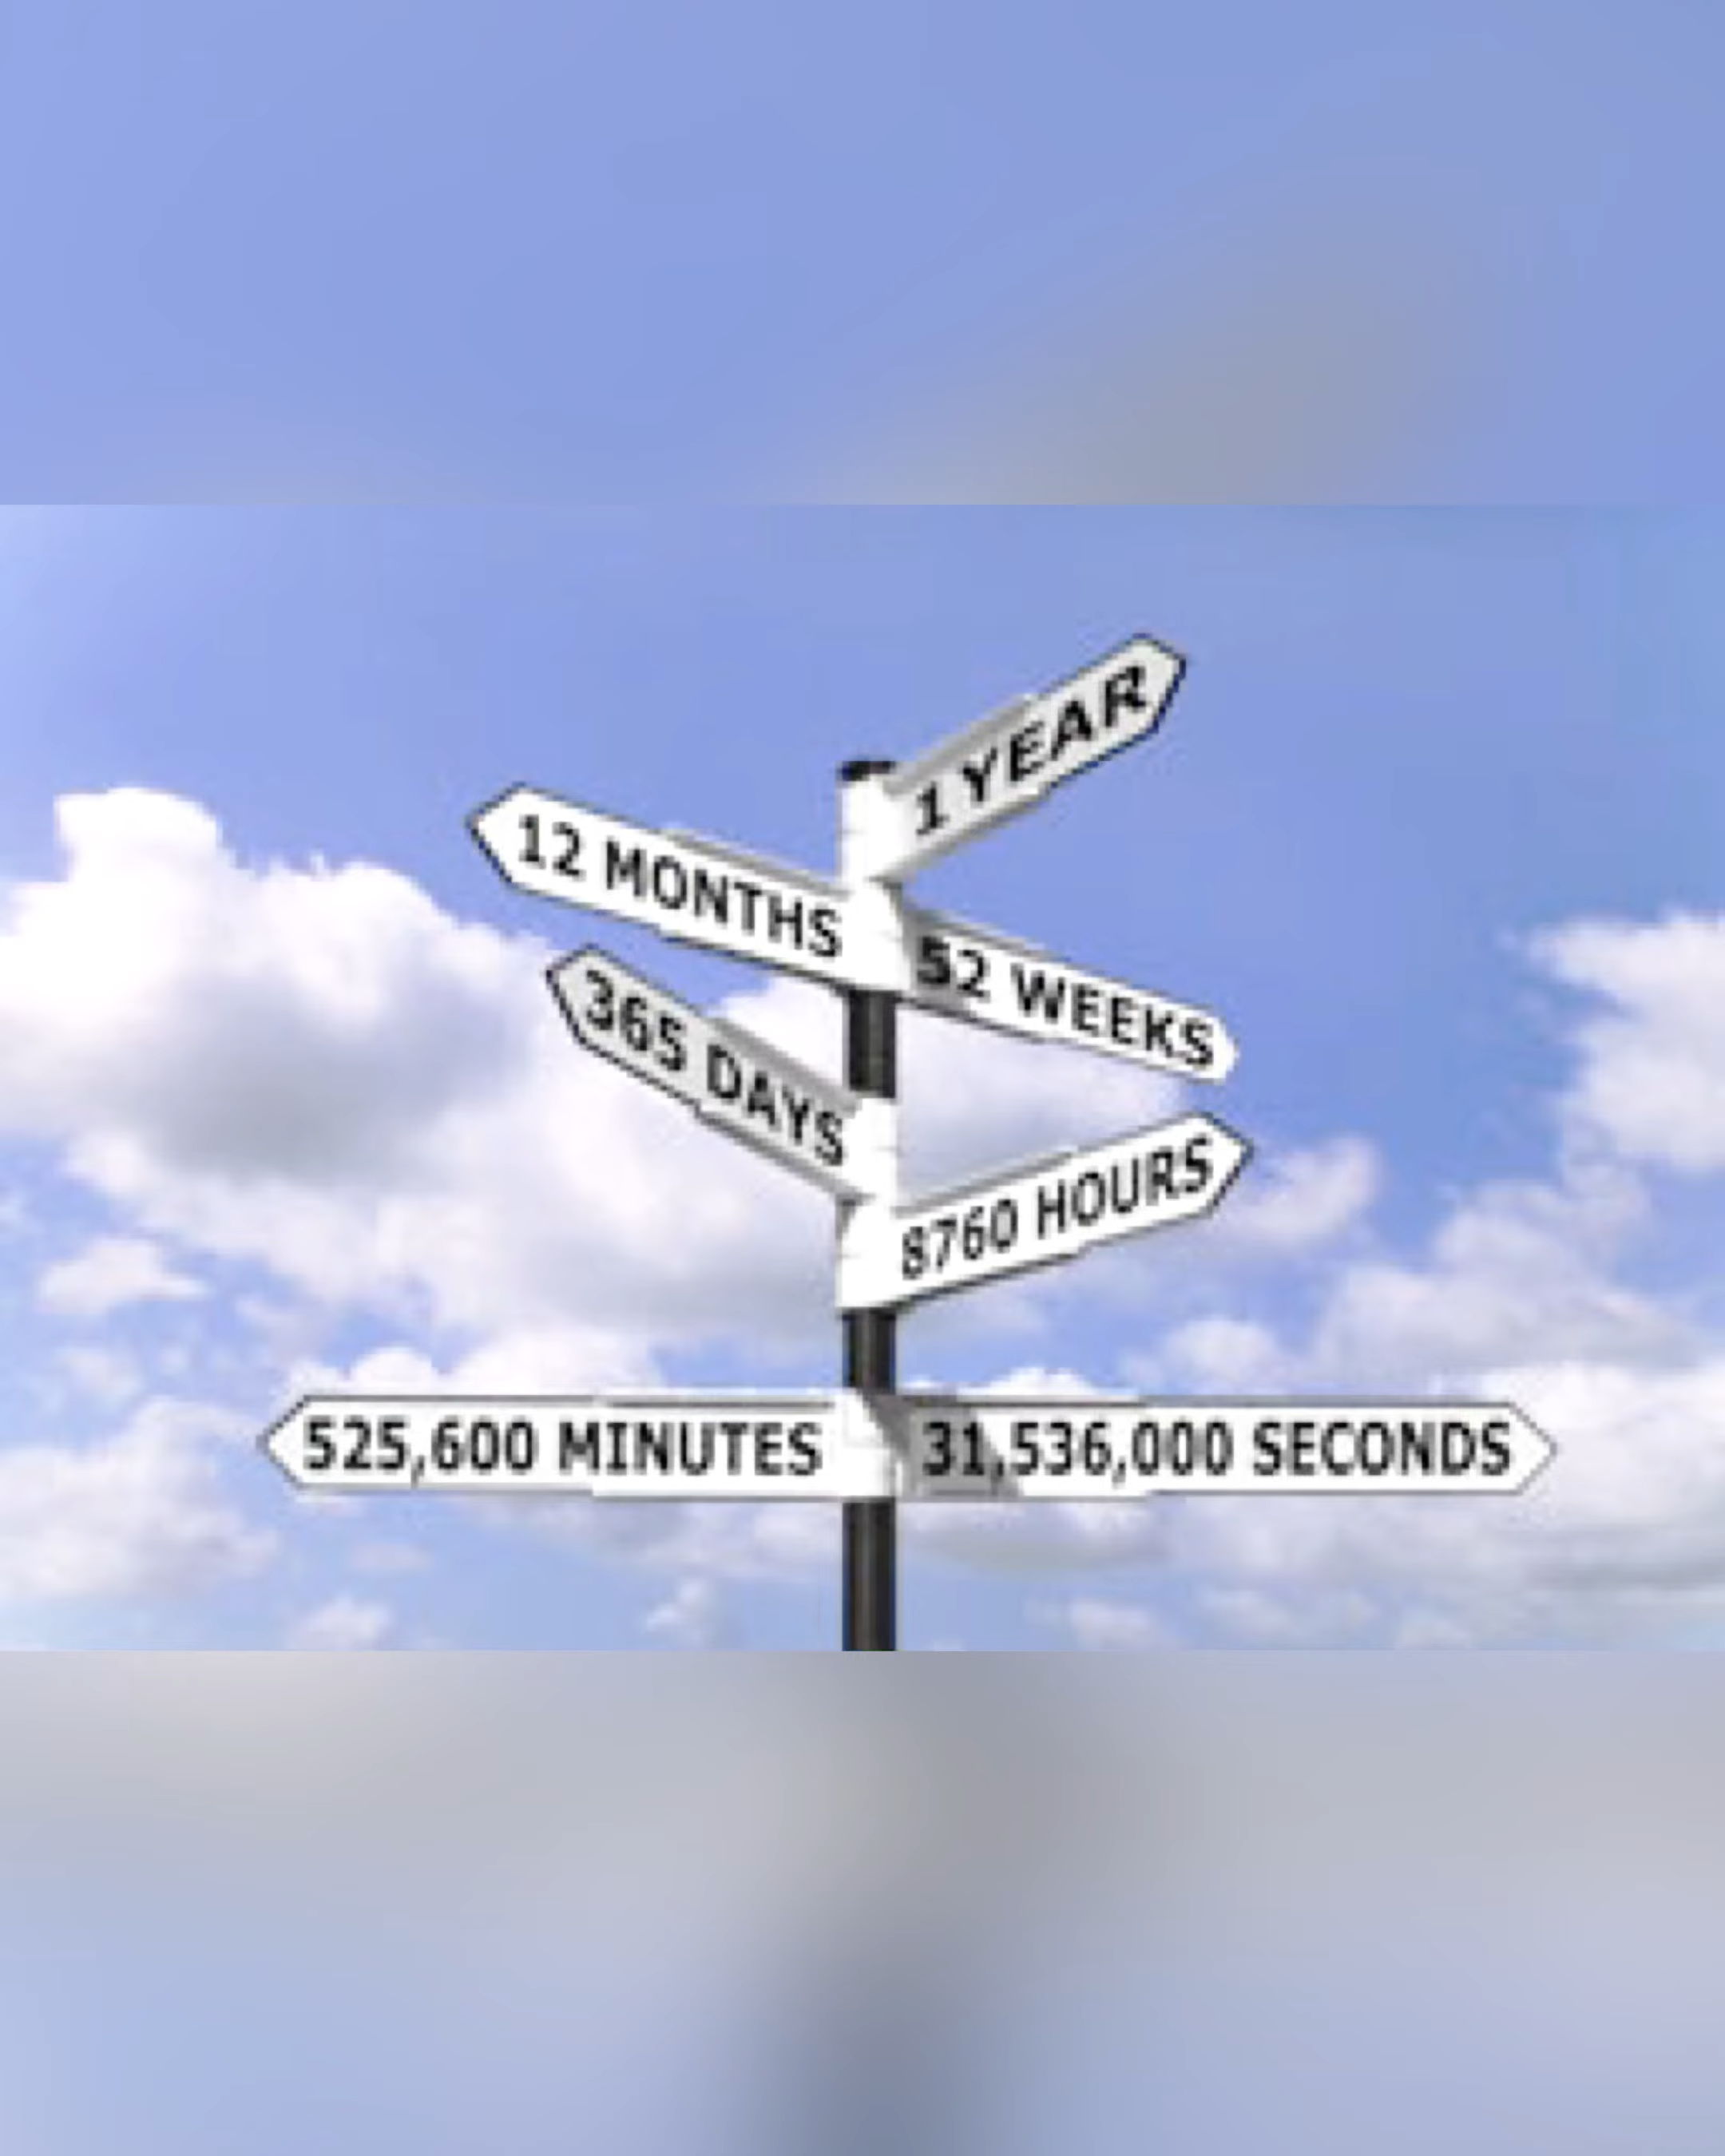 1 YEAR
12 MONTHS
52 WEEKS
365 DAYS
8760 HOURS
525,600 MINUTES
31,536,000 SECONDS